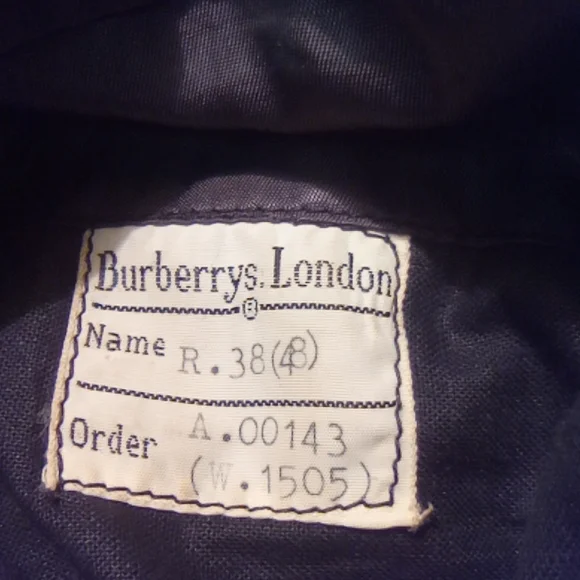 Burberrys. London
®
Name R.38(48)
Order A.00143
(W.1505)